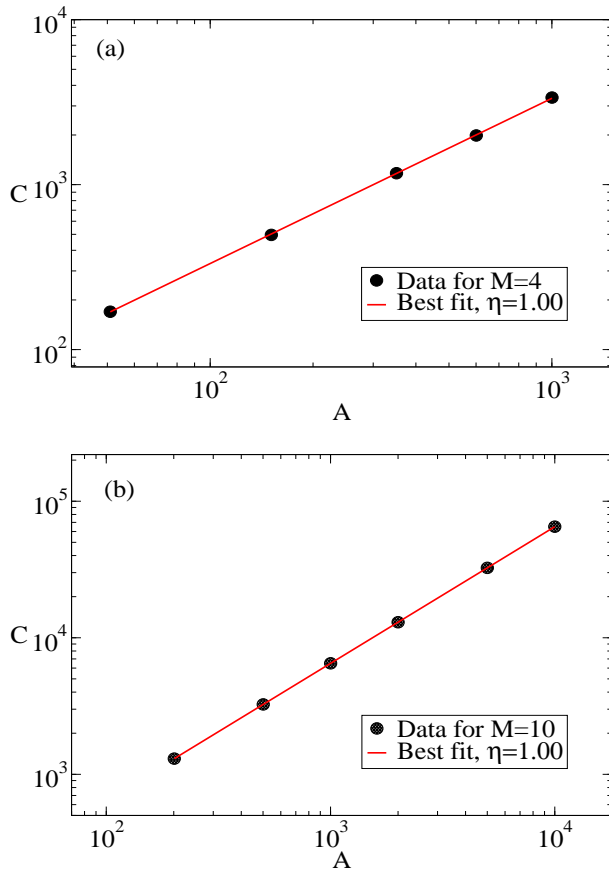 10^4
(a)
10^3
C
Data for M=4
Best fit, η=1.00
10^2
10^2
10^3
A
(b)
10^5
10^4
C
Data for M=10
Best fit, η=1.00
10^3
10^2
10^3
10^4
A